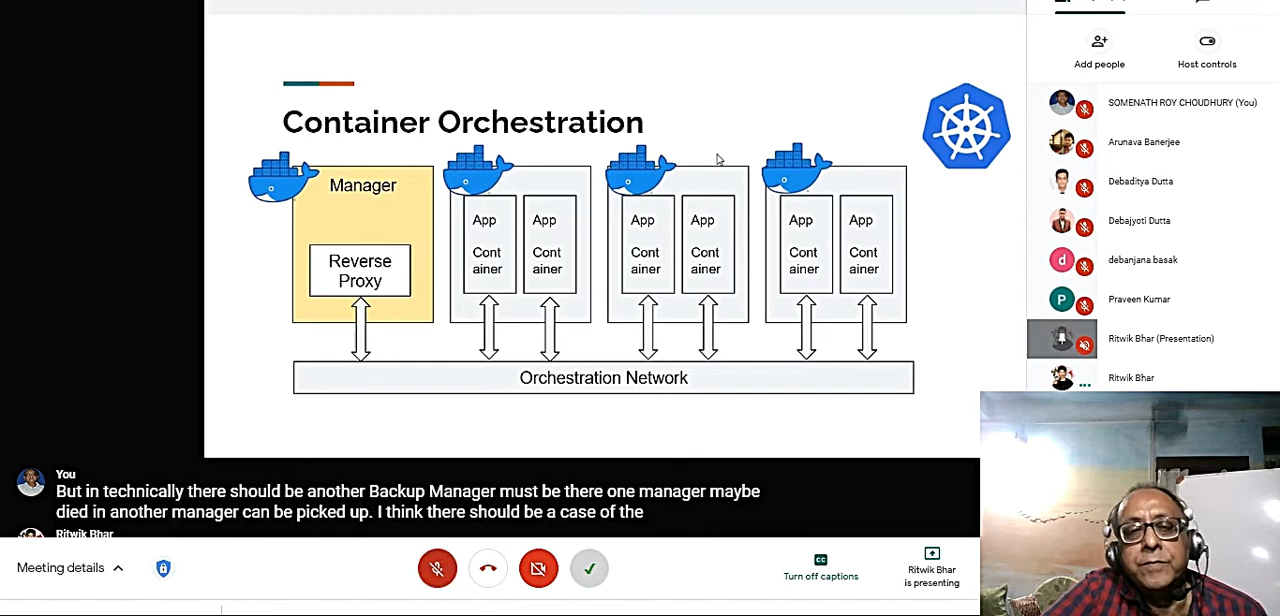 Add people
Host controls
Container Orchestration
Manager
Reverse
Proxy
App
Cont
ainer
App
Cont
ainer
App
Cont
ainer
App
Cont
ainer
App
Cont
ainer
App
Cont
ainer
Orchestration Network
SOMENATH ROY CHOUDHURY (You)
Arunava Banerjee
Debaditya Dutta
Debajyoti Dutta
d
debanjana basak
P
Praveen Kumar
Ritwik Bhar (Presentation)
Ritwik Bhar
You
But in technically there should be another Backup Manager must be there one manager maybe
died in another manager can be picked up. I think there should be a case of the
Ritwik Bhar
Meeting details
CC
Turn off captions
Ritwik Bhar
is presenting